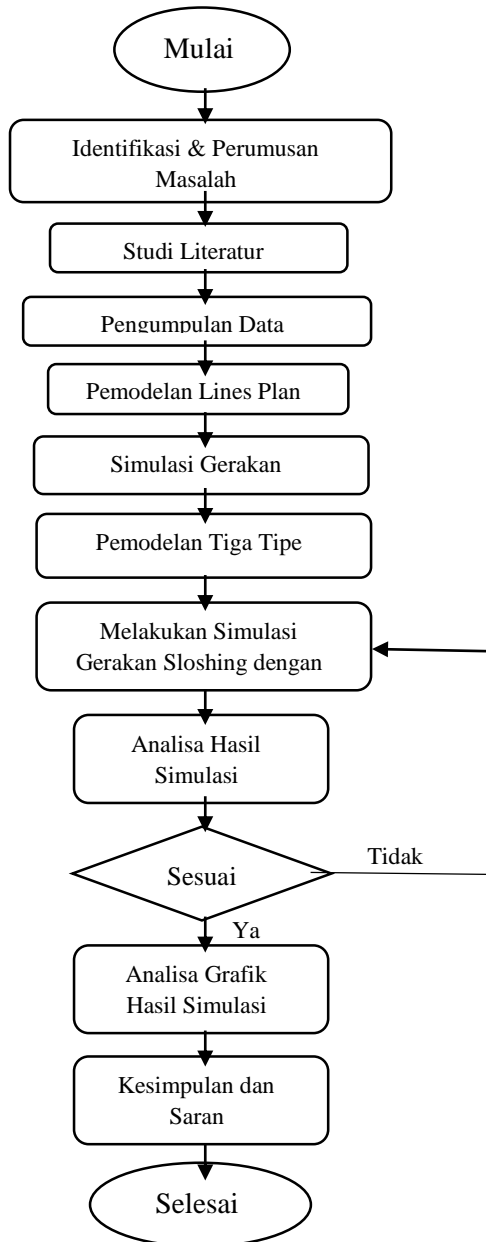 Mulai
Identifikasi & Perumusan
Masalah
Studi Literatur
Pengumpulan Data
Pemodelan Lines Plan
Simulasi Gerakan
Pemodelan Tiga Tipe
Melakukan Simulasi
Gerakan Sloshing dengan
Analisa Hasil
Simulasi
Tidak
Sesuai
Ya
Analisa Grafik
Hasil Simulasi
Kesimpulan dan
Saran
Selesai